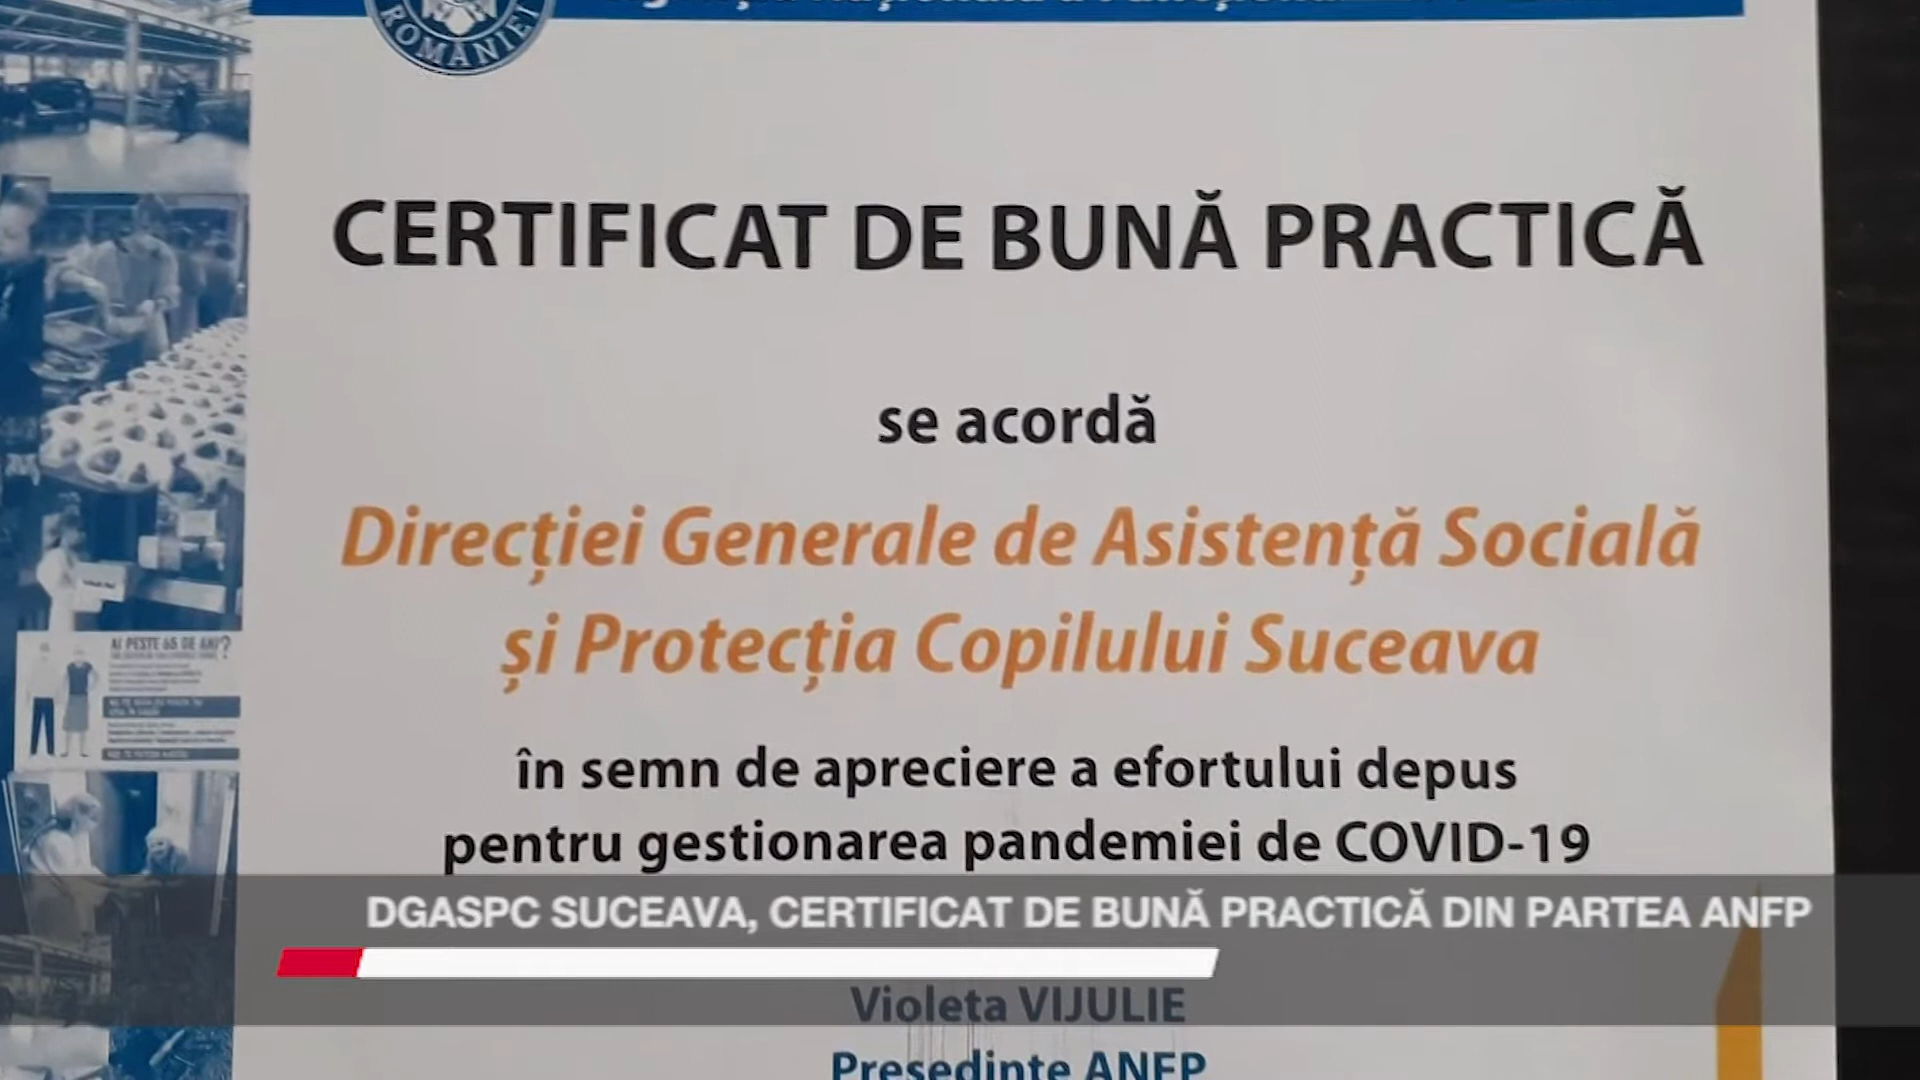 ROMÂNIEI
CERTIFICAT DE BUNĂ PRACTICĂ
se acordă
Direcției Generale de Asistență Socială
și Protecția Copilului Suceava
AI PESTE 65 DE ANI?
în semn de apreciere a efortului depus
pentru gestionarea pandemiei de COVID-19
DGASPC SUCEAVA, CERTIFICAT DE BUNĂ PRACTICĂ DIN PARTEA ANFP
Violeta VIJULIE
Președinte ANFP